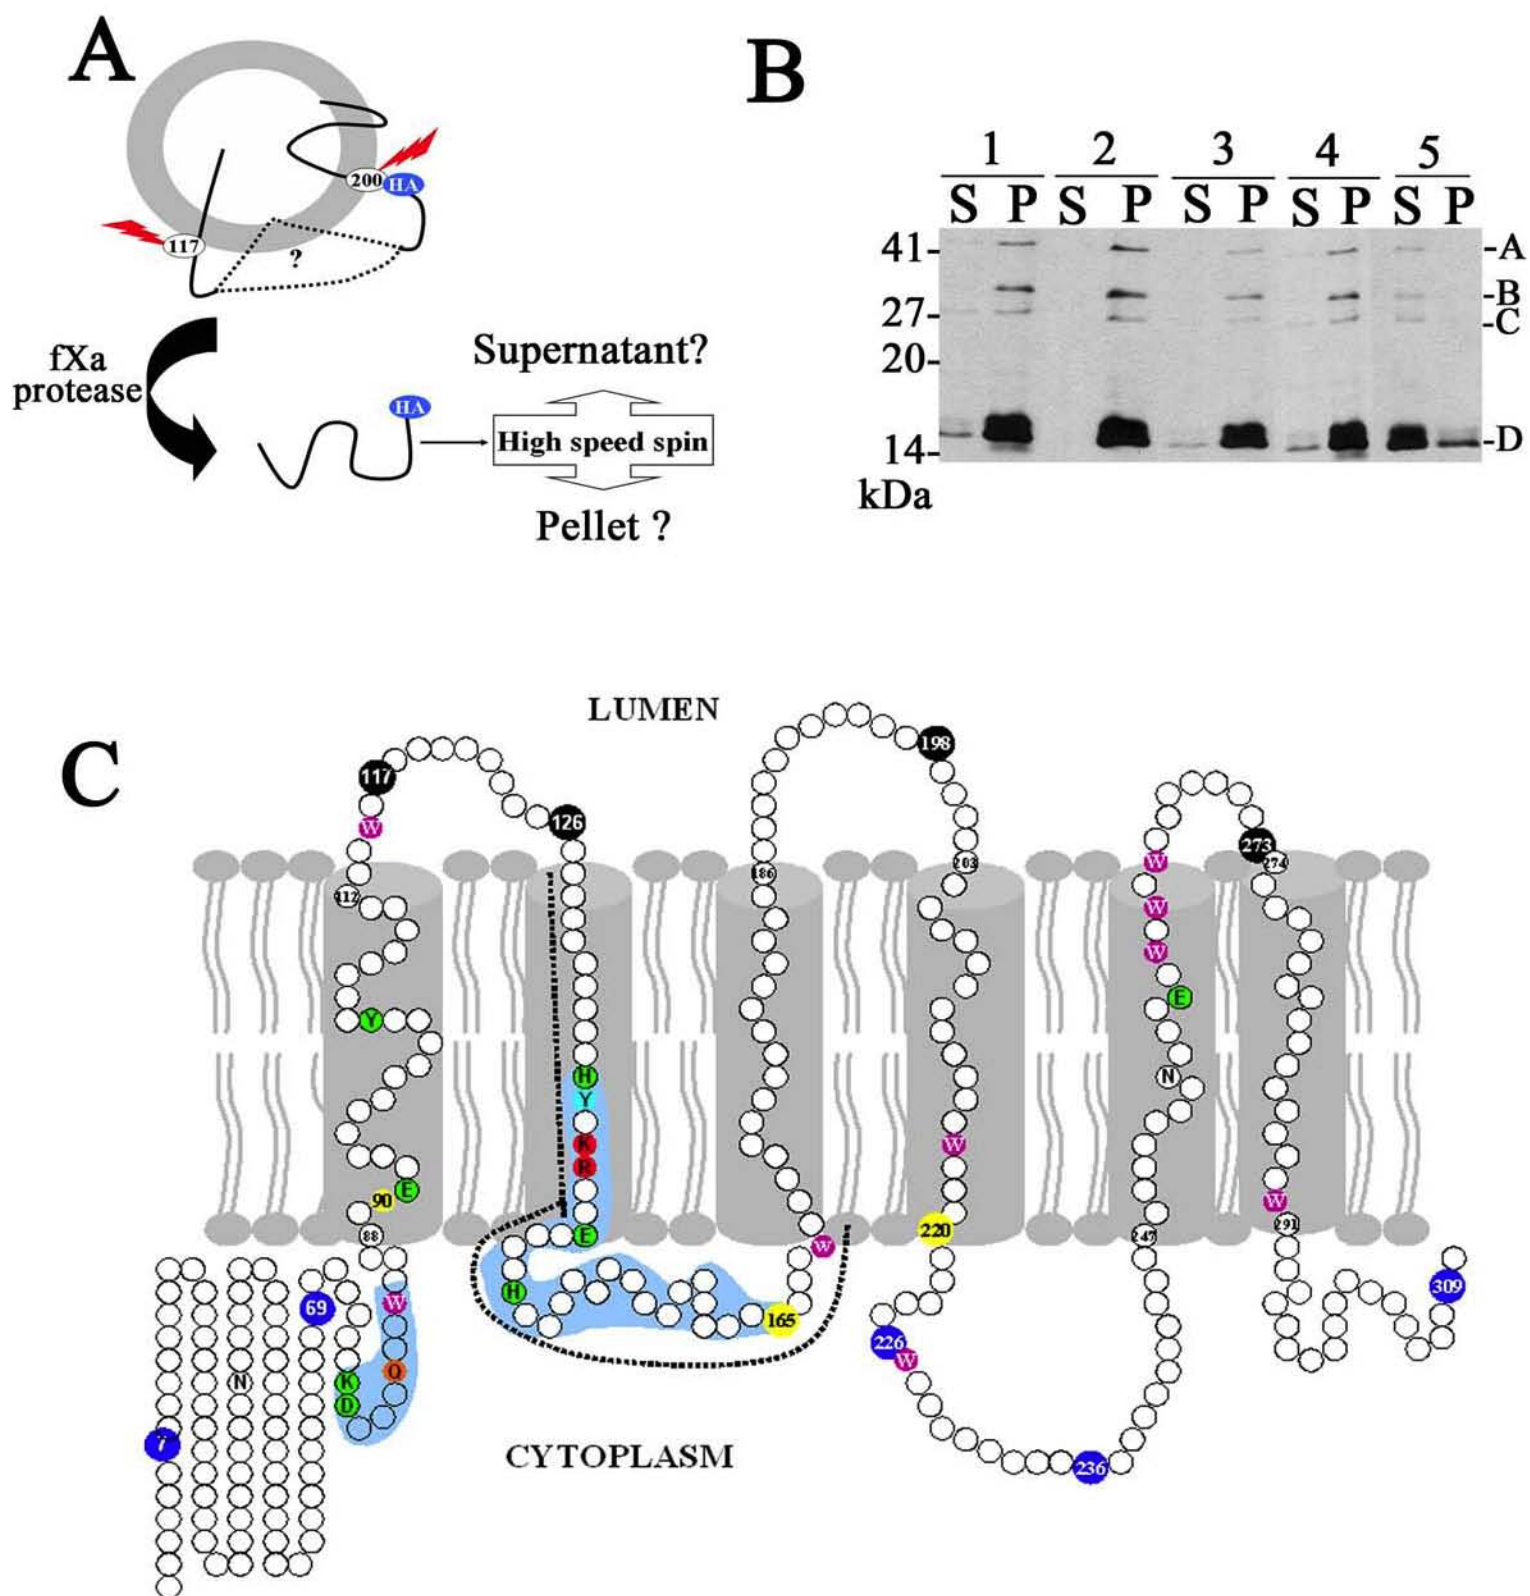 A
200 HA
117
?
fXa
protease
HA
Supernatant?
High speed spin
Pellet ?
B
1 2 3 4 5
S P S P S P S P S P
41- -A
-B
27- -C
20-
14- -D
kDa
C
LUMEN
117
198
W
126
273
274
112
186
203
W
W
W
Y
E
H
Y
N
K
R
W
90 E
W
88
E
W
220
247
291
69
W
H
165
309
226 W
N
K
Q
D
7
CYTOPLASM
236